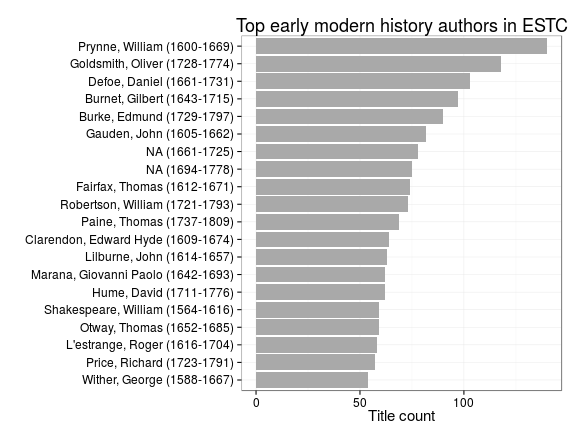 Top early modern history authors in ESTC
Prynne, William (1600-1669)
Goldsmith, Oliver (1728-1774)
Defoe, Daniel (1661-1731)
Burnet, Gilbert (1643-1715)
Burke, Edmund (1729-1797)
Gauden, John (1605-1662)
NA (1661-1725)
NA (1694-1778)
Fairfax, Thomas (1612-1671)
Robertson, William (1721-1793)
Paine, Thomas (1737-1809)
Clarendon, Edward Hyde (1609-1674)
Lilburne, John (1614-1657)
Marana, Giovanni Paolo (1642-1693)
Hume, David (1711-1776)
Shakespeare, William (1564-1616)
Otway, Thomas (1652-1685)
L'estrange, Roger (1616-1704)
Price, Richard (1723-1791)
Wither, George (1588-1667)
0 50 100
Title count